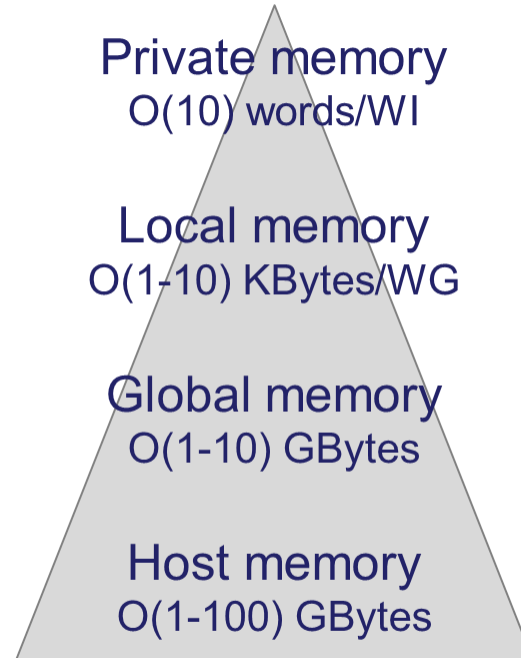 Private memory
O(10) words/WI
Local memory
O(1-10) KBytes/WG
Global memory
O(1-10) GBytes
Host memory
O(1-100) GBytes